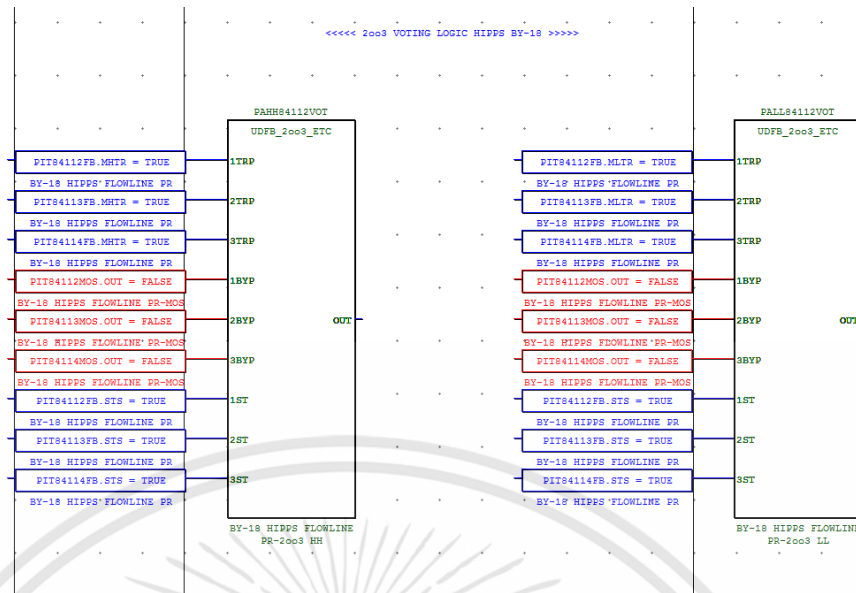 <<<<< 2oo3 VOTING LOGIC HIPPS BY-18 >>>>>
PAHH84112VOT
UDFB_2oo3_ETC
PIT84112FB.MHTR = TRUE
1TRP
BY-18 HIPPS FLOWLINE PR
PIT84113FB.MHTR = TRUE
2TRP
BY-18 HIPPS FLOWLINE PR
PIT84114FB.MHTR = TRUE
3TRP
BY-18 HIPPS FLOWLINE PR
PIT84112MOS.OUT = FALSE
1BYP
BY-18 HIPPS FLOWLINE PR-MOS
PIT84113MOS.OUT = FALSE
2BYP
OUT
BY-18 HIPPS FLOWLINE PR-MOS
PIT84114MOS.OUT = FALSE
3BYP
BY-18 HIPPS FLOWLINE PR-MOS
PIT84112FB.STS = TRUE
1ST
BY-18 HIPPS FLOWLINE PR
PIT84113FB.STS = TRUE
2ST
BY-18 HIPPS FLOWLINE PR
PIT84114FB.STS = TRUE
3ST
BY-18 HIPPS FLOWLINE PR
BY-18 HIPPS FLOWLINE
PR-2oo3 HH
PALL84112VOT
UDFB_2oo3_ETC
PIT84112FB.MLTR = TRUE
1TRP
BY-18 HIPPS FLOWLINE PR
PIT84113FB.MLTR = TRUE
2TRP
BY-18 HIPPS FLOWLINE PR
PIT84114FB.MLTR = TRUE
3TRP
BY-18 HIPPS FLOWLINE PR
PIT84112MOS.OUT = FALSE
1BYP
BY-18 HIPPS FLOWLINE PR-MOS
PIT84113MOS.OUT = FALSE
2BYP
OUT
BY-18 HIPPS FLOWLINE PR-MOS
PIT84114MOS.OUT = FALSE
3BYP
BY-18 HIPPS FLOWLINE PR-MOS
PIT84112FB.STS = TRUE
1ST
BY-18 HIPPS FLOWLINE PR
PIT84113FB.STS = TRUE
2ST
BY-18 HIPPS FLOWLINE PR
PIT84114FB.STS = TRUE
3ST
BY-18 HIPPS FLOWLINE PR
BY-18 HIPPS FLOWLINE
PR-2oo3 LL